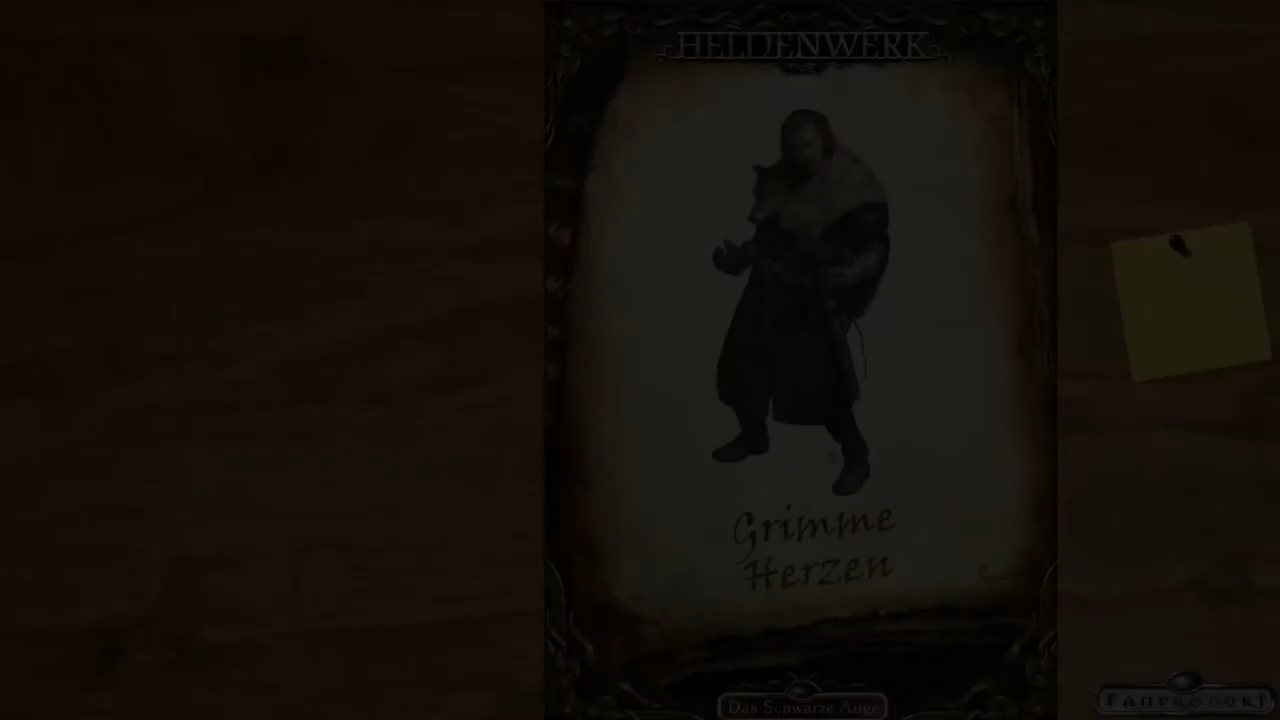 HELDENWERK
Grimme
Herzen
Das Schwarze Auge
FANPRODUKT